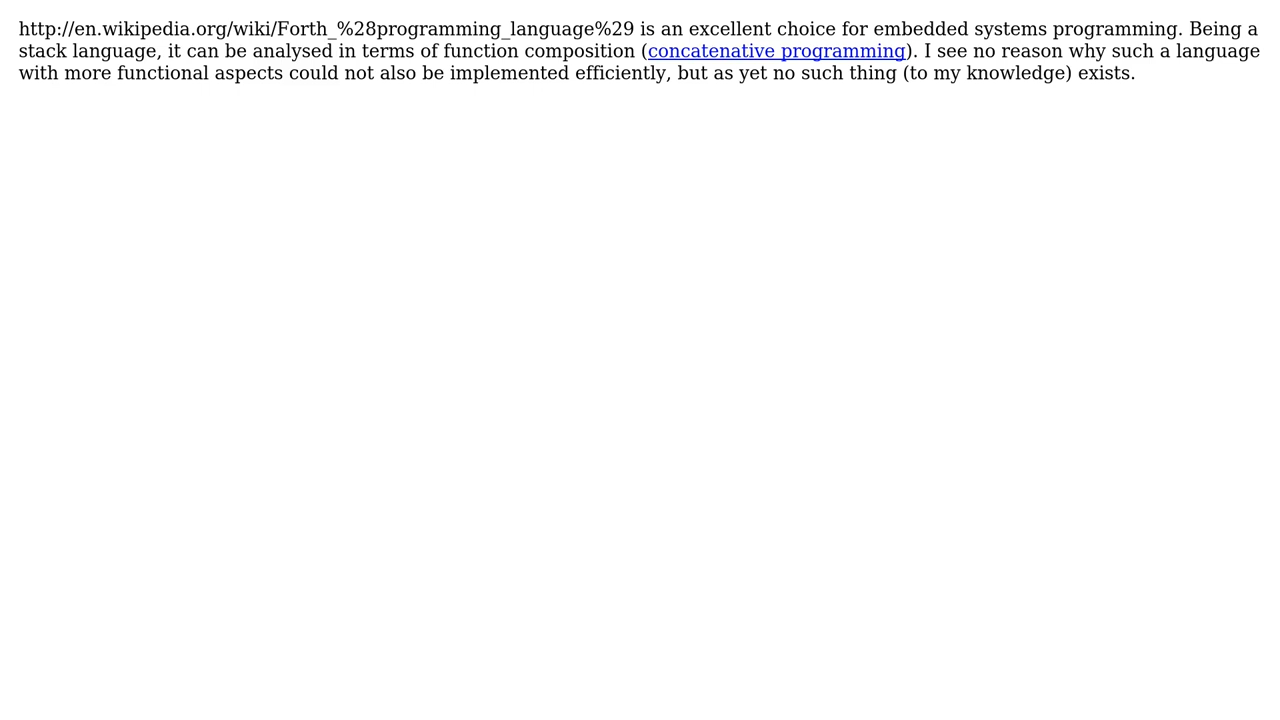 http://en.wikipedia.org/wiki/Forth_%28programming_language%29 is an excellent choice for embedded systems programming. Being a
stack language, it can be analysed in terms of function composition (concatenative programming). I see no reason why such a language
with more functional aspects could not also be implemented efficiently, but as yet no such thing (to my knowledge) exists.